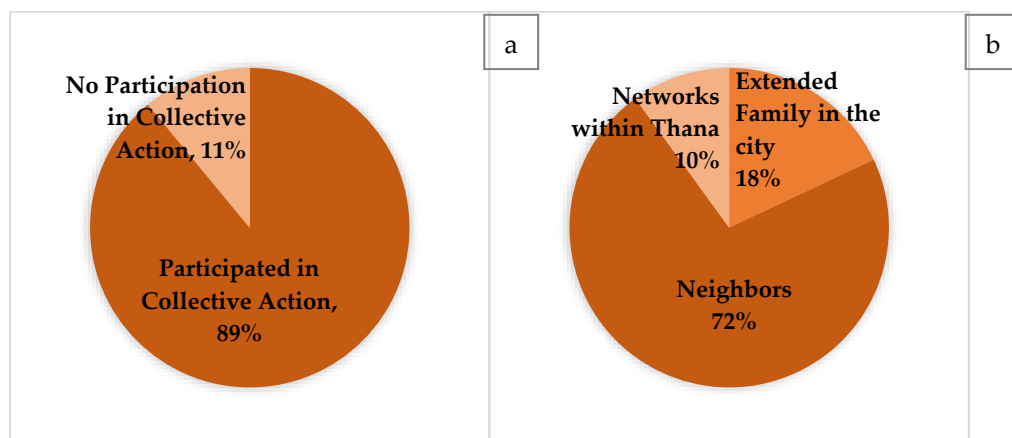 a
No Participation
in Collective
Action, 11%
Participated in
Collective Action,
89%
b
Networks
within Thana
10%
Extended
Family in the
city
18%
Neighbors
72%